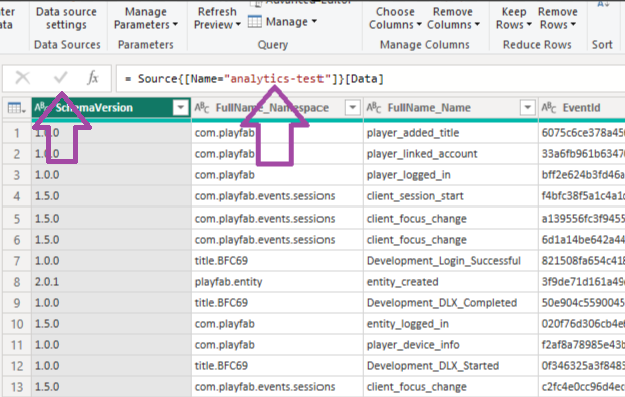 Data source
settings
Manage
Parameters
Refresh
Preview
Manage
Choose
Columns
Remove
Columns
Keep
Rows
Remove
Rows
Data Sources
Parameters
Query
Manage Columns
Reduce Rows
Sort
fx
= Source{[Name="analytics-test"]}[Data]
ABC SchemaVersion ABC FullName_Namespace ABC FullName_Name ABC EventId
1 1.0.0 com.playfab player_added_title 6075c6ce378a450
2 1.0.0 com.playfab player_linked_account 33a6fb961b6347
3 1.0.0 com.playfab player_logged_in bff2e624b3fd46a
4 1.5.0 com.playfab.events.sessions client_session_start f4bfc38f5a1c4a1
5 1.5.0 com.playfab.events.sessions client_focus_change a139556fc3f9455
6 1.5.0 com.playfab.events.sessions client_focus_change 6d1a14be642a44
7 1.0.0 title.BFC69 Development_Login_Successful 821508fa654c418
8 2.0.1 playfab.entity entity_created 3f9de71d161a49
9 1.0.0 title.BFC69 Development_DLX_Completed 50e904c5590045
10 1.5.0 com.playfab entity_logged_in 020f76d306cb4e
11 1.0.0 com.playfab player_device_info f2af8a78985e43b
12 1.0.0 title.BFC69 Development_DLX_Started 0f346325a3f8483
13 1.5.0 com.playfab.events.sessions client_focus_change c2fc4e0cc96d4ec